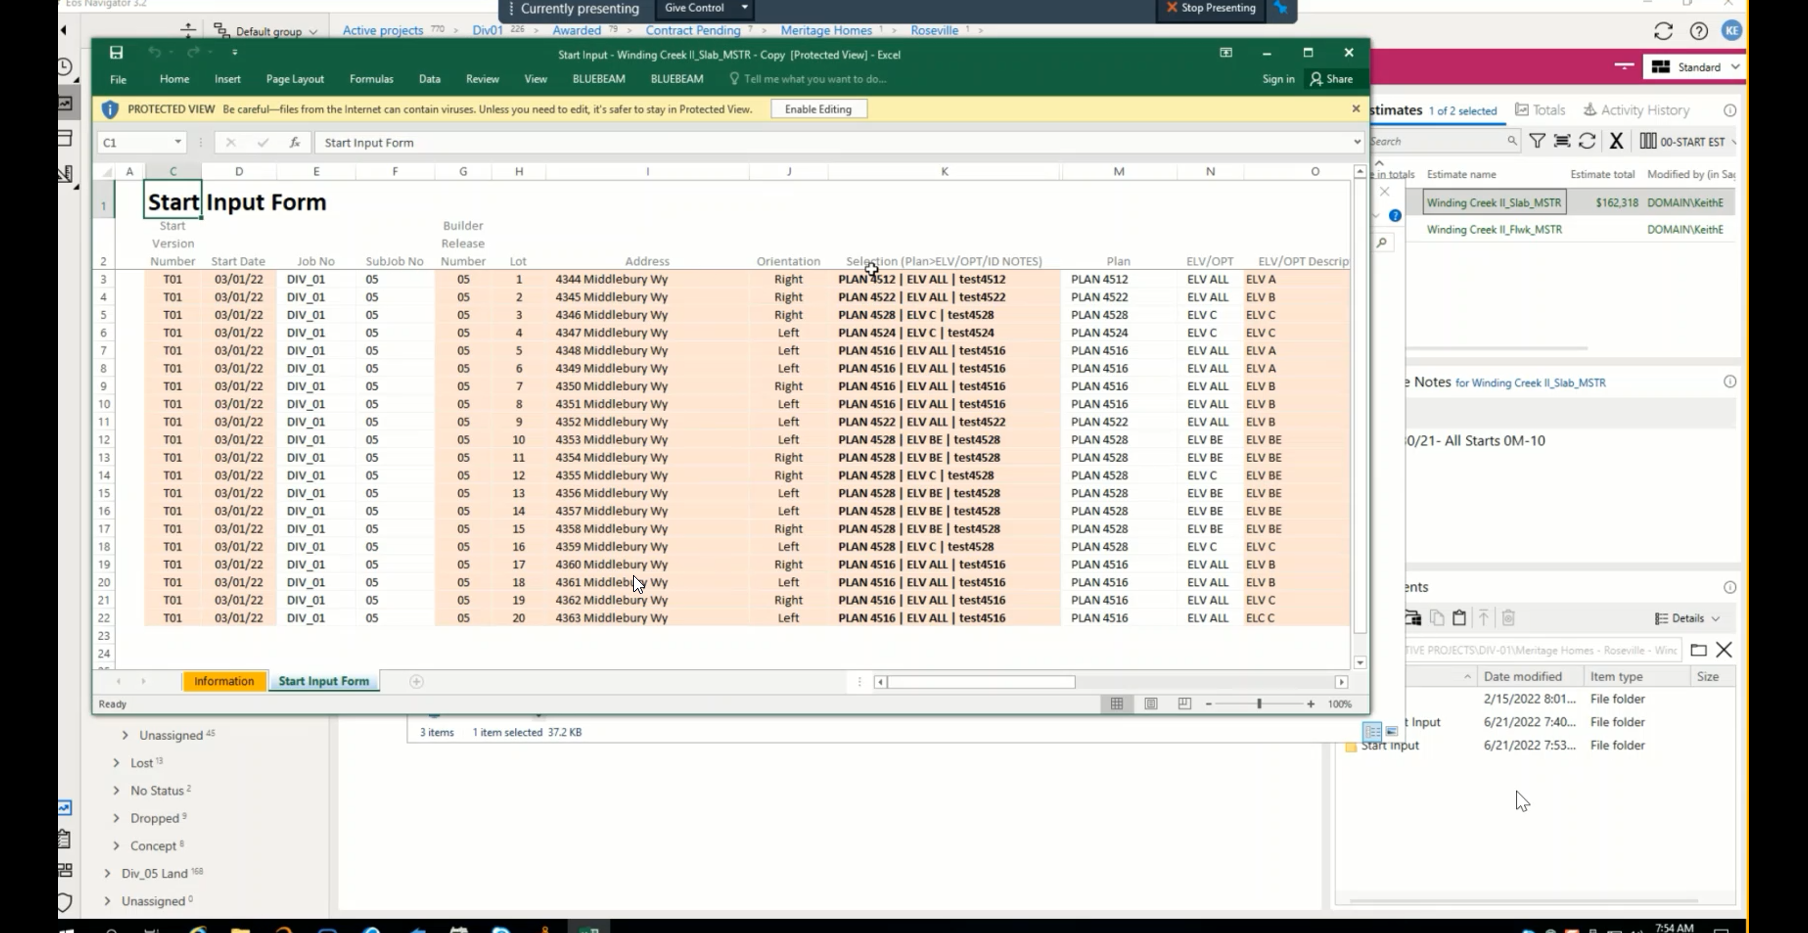 Eos Navigator 3.2
Currently presenting Give Control Stop Presenting
Default group Active projects 770 Div01 226 Awarded 79 Contract Pending 7 Meritage Homes 1 Roseville 1 KE
Start Input - Winding Creek II_Slab_MSTR - Copy [Protected View] - Excel
File Home Insert Page Layout Formulas Data Review View BLUEBEAM BLUEBEAM Tell me what you want to do... Sign in Share
PROTECTED VIEW Be careful—files from the Internet can contain viruses. Unless you need to edit, it's safer to stay in Protected View. Enable Editing
C1 fx Start Input Form
A C D E F G H I J K M N O
1 Start Input Form
Start Builder
Version Release
2 Number Start Date Job No SubJob No Number Lot Address Orientation Selection (Plan>ELV/OPT/ID NOTES) Plan ELV/OPT ELV/OPT Descrip
3 T01 03/01/22 DIV_01 05 05 1 4344 Middlebury Wy Right PLAN 4512 | ELV ALL | test4512 PLAN 4512 ELV ALL ELV A
4 T01 03/01/22 DIV_01 05 05 2 4345 Middlebury Wy Right PLAN 4522 | ELV ALL | test4522 PLAN 4522 ELV ALL ELV B
5 T01 03/01/22 DIV_01 05 05 3 4346 Middlebury Wy Right PLAN 4528 | ELV C | test4528 PLAN 4528 ELV C ELV C
6 T01 03/01/22 DIV_01 05 05 4 4347 Middlebury Wy Left PLAN 4524 | ELV C | test4524 PLAN 4524 ELV C ELV C
7 T01 03/01/22 DIV_01 05 05 5 4348 Middlebury Wy Left PLAN 4516 | ELV ALL | test4516 PLAN 4516 ELV ALL ELV A
8 T01 03/01/22 DIV_01 05 05 6 4349 Middlebury Wy Left PLAN 4516 | ELV ALL | test4516 PLAN 4516 ELV ALL ELV A
9 T01 03/01/22 DIV_01 05 05 7 4350 Middlebury Wy Right PLAN 4516 | ELV ALL | test4516 PLAN 4516 ELV ALL ELV B
10 T01 03/01/22 DIV_01 05 05 8 4351 Middlebury Wy Left PLAN 4516 | ELV ALL | test4516 PLAN 4516 ELV ALL ELV B
11 T01 03/01/22 DIV_01 05 05 9 4352 Middlebury Wy Left PLAN 4522 | ELV ALL | test4522 PLAN 4522 ELV ALL ELV B
12 T01 03/01/22 DIV_01 05 05 10 4353 Middlebury Wy Right PLAN 4528 | ELV BE | test4528 PLAN 4528 ELV BE ELV BE
13 T01 03/01/22 DIV_01 05 05 11 4354 Middlebury Wy Right PLAN 4528 | ELV BE | test4528 PLAN 4528 ELV BE ELV BE
14 T01 03/01/22 DIV_01 05 05 12 4355 Middlebury Wy Right PLAN 4528 | ELV C | test4528 PLAN 4528 ELV C ELV BE
15 T01 03/01/22 DIV_01 05 05 13 4356 Middlebury Wy Left PLAN 4528 | ELV BE | test4528 PLAN 4528 ELV BE ELV BE
16 T01 03/01/22 DIV_01 05 05 14 4357 Middlebury Wy Left PLAN 4528 | ELV BE | test4528 PLAN 4528 ELV BE ELV BE
17 T01 03/01/22 DIV_01 05 05 15 4358 Middlebury Wy Right PLAN 4528 | ELV BE | test4528 PLAN 4528 ELV BE ELV BE
18 T01 03/01/22 DIV_01 05 05 16 4359 Middlebury Wy Left PLAN 4528 | ELV C | test4528 PLAN 4528 ELV C ELV C
19 T01 03/01/22 DIV_01 05 05 17 4360 Middlebury Wy Right PLAN 4516 | ELV ALL | test4516 PLAN 4516 ELV ALL ELV B
20 T01 03/01/22 DIV_01 05 05 18 4361 Middlebury Wy Left PLAN 4516 | ELV ALL | test4516 PLAN 4516 ELV ALL ELV B
21 T01 03/01/22 DIV_01 05 05 19 4362 Middlebury Wy Right PLAN 4516 | ELV ALL | test4516 PLAN 4516 ELV ALL ELV C
22 T01 03/01/22 DIV_01 05 05 20 4363 Middlebury Wy Left PLAN 4516 | ELV ALL | test4516 PLAN 4516 ELV ALL ELC C
23
24
Information Start Input Form
Ready 100%
3 items 1 item selected 37.2 KB
Unassigned 45
Lost 13
No Status 2
Dropped 9
Concept 8
Div_05 Land 168
Unassigned 0
Standard
stimates 1 of 2 selected Totals Activity History
Search 00-START EST
e in totals Estimate name Estimate total Modified by (in Sag
Winding Creek II_Slab_MSTR $162,318 DOMAIN\KeithE
Winding Creek II_Flwk_MSTR DOMAIN\KeithE
e Notes for Winding Creek II_Slab_MSTR
0/21- All Starts 0M-10
ents
Details
TIVE PROJECTS\DIV-01\Meritage Homes - Roseville - Winc
Date modified Item type Size
2/15/2022 8:01... File folder
t Input 6/21/2022 7:40... File folder
Start Input 6/21/2022 7:53... File folder
7:54 AM